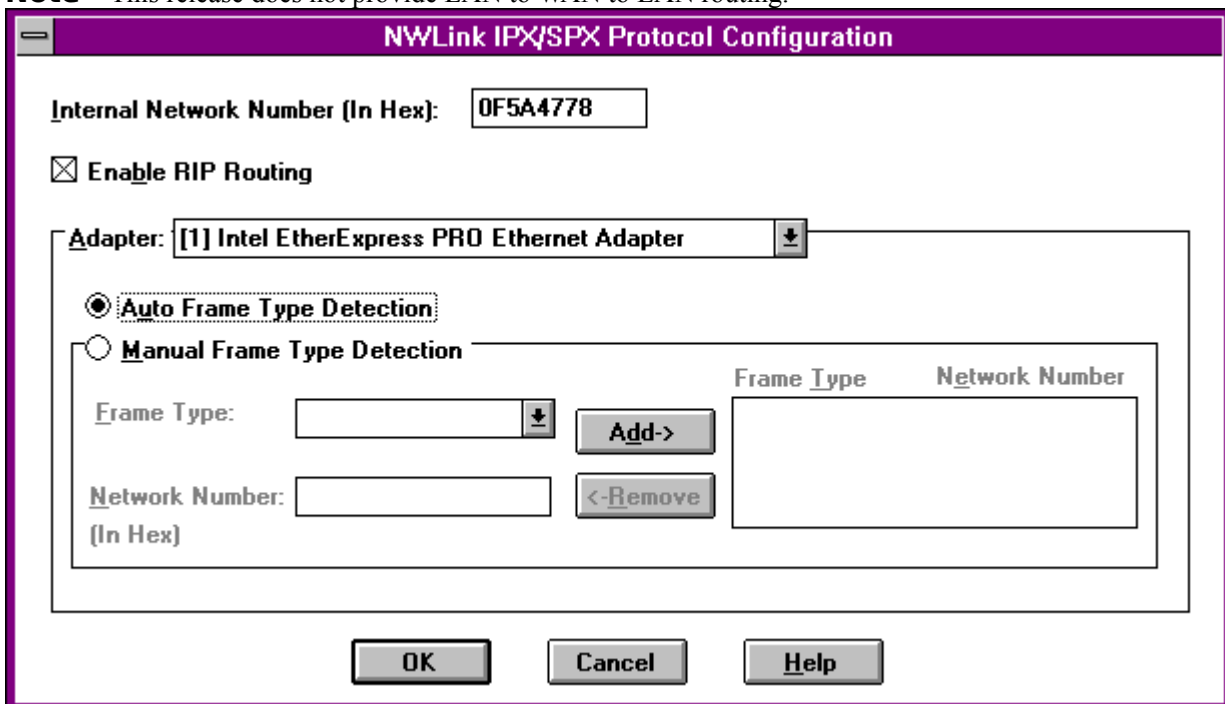 Note This release does not provide LAN to WAN to LAN routing.
NWLink IPX/SPX Protocol Configuration
Internal Network Number (In Hex): 0F5A4778
Enable RIP Routing
Adapter: [1] Intel EtherExpress PRO Ethernet Adapter
Auto Frame Type Detection
Manual Frame Type Detection
Frame Type Network Number
Frame Type:
Add->
Network Number: <-Remove
(In Hex)
OK Cancel Help